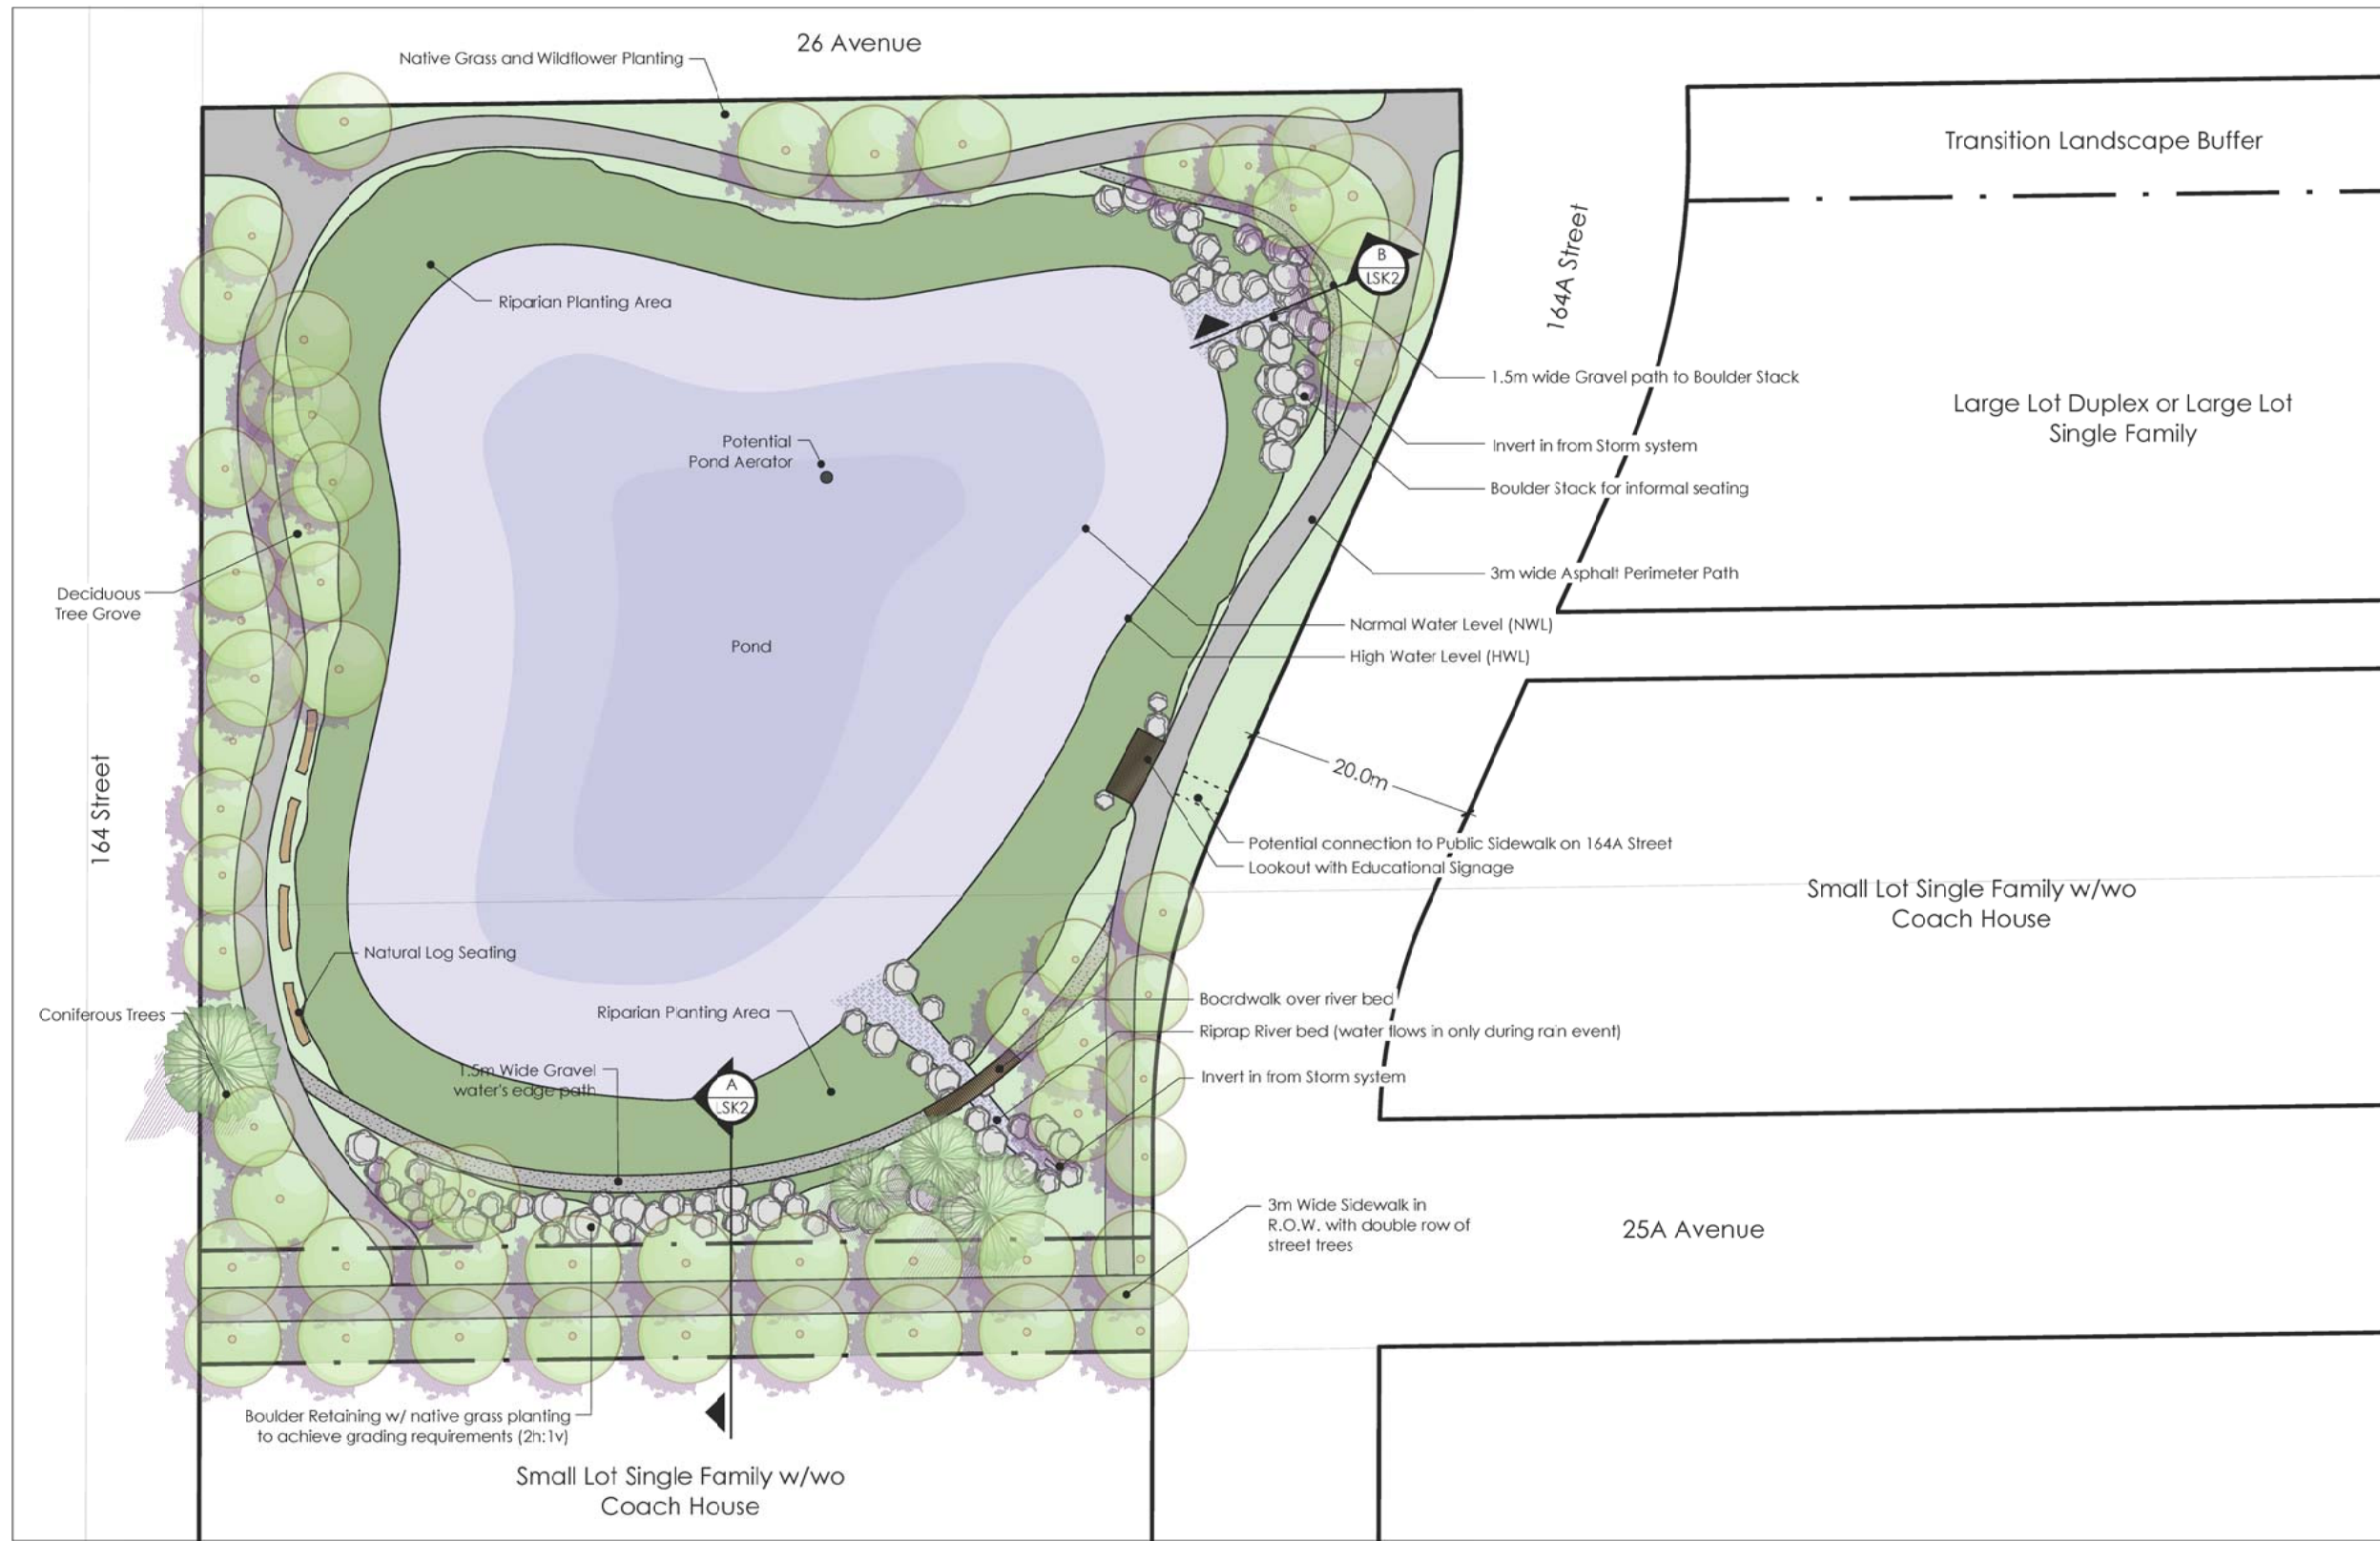 26 Avenue
Native Grass and Wildflower Planting
Transition Landscape Buffer
164A Street
B
LSK2
Riparian Planting Area
1.5m wide Gravel path to Boulder Stack
Large Lot Duplex or Large Lot
Single Family
Potential
Pond Aerator
Invert in from Storm system
Boulder Stack for informal seating
3m wide Asphalt Perimeter Path
Deciduous
Tree Grove
Normal Water Level (NWL)
Pond
High Water Level (HWL)
20.0m
164 Street
Potential connection to Public Sidewalk on 164A Street
Lookout with Educational Signage
Small Lot Single Family w/wo
Coach House
Natural Log Seating
Coniferous Trees
Riparian Planting Area
Boardwalk over river bed
Riprap River bed (water flows in only during rain event)
1.5m Wide Gravel
water's edge path
A
LSK2
Invert in from Storm system
3m Wide Sidewalk in
R.O.W. with double row of
street trees
25A Avenue
Boulder Retaining w/ native grass planting
to achieve grading requirements (2h:1v)
Small Lot Single Family w/wo
Coach House